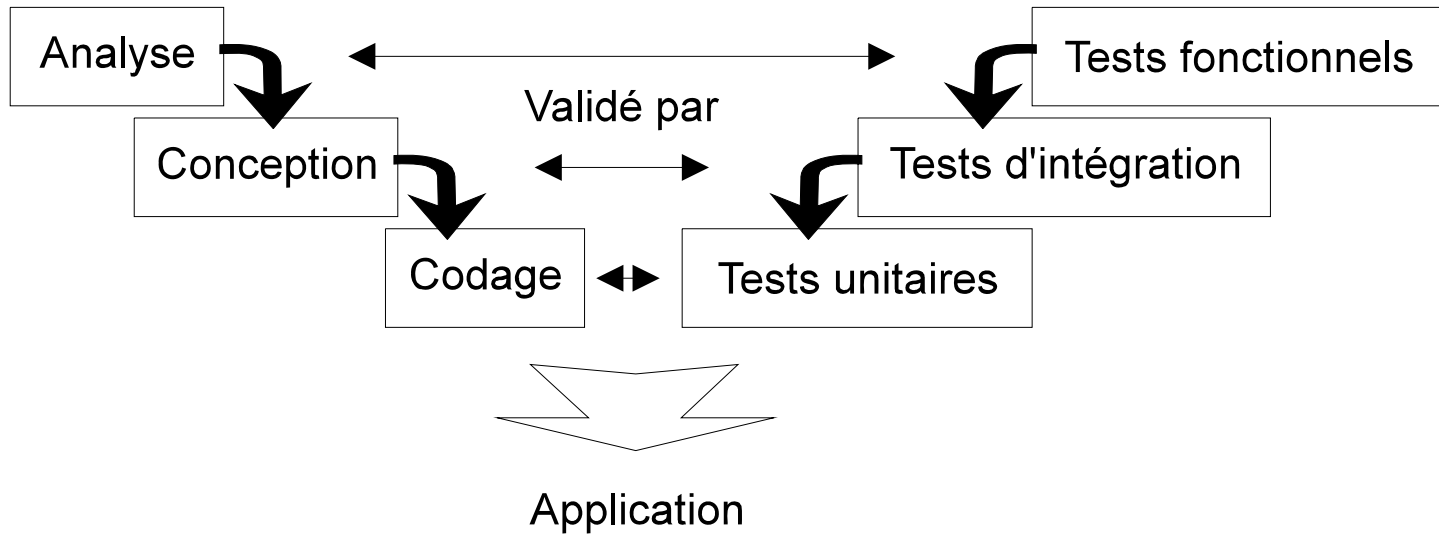 Analyse
Tests fonctionnels
Validé par
Conception
Tests d'intégration
Codage
Tests unitaires
Application